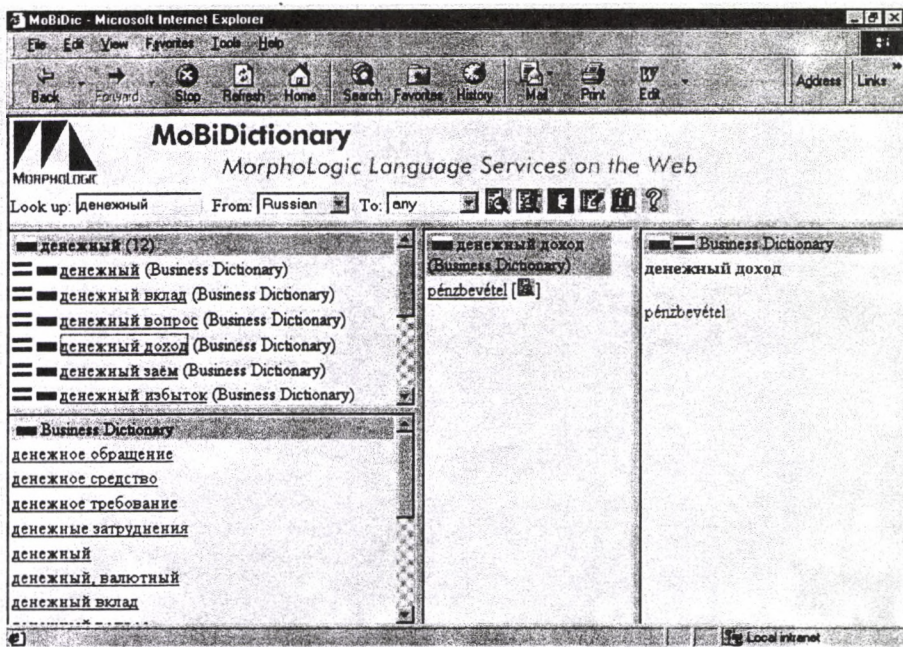 MoBiDic - Microsoft Internet Explorer
File Edit View Favorites Tools Help
Back Forward Stop Refresh Home Search Favorites History Mail Print Edit Address Links »
MoBiDictionary
MorphoLogic Language Services on the Web
MORPHOLOGIC
Look up: денежный From: Russian To: any
денежный (12)
денежный (Business Dictionary)
денежный вклад (Business Dictionary)
денежный вопрос (Business Dictionary)
денежный доход (Business Dictionary)
денежный заём (Business Dictionary)
денежный избыток (Business Dictionary)
Business Dictionary
денежное обращение
денежное средство
денежное требование
денежные затруднения
денежный
денежный, валютный
денежный вклад
денежный доход
(Business Dictionary)
pénzbevétel [ ]
Business Dictionary
денежный доход
pénzbevétel
Local intranet